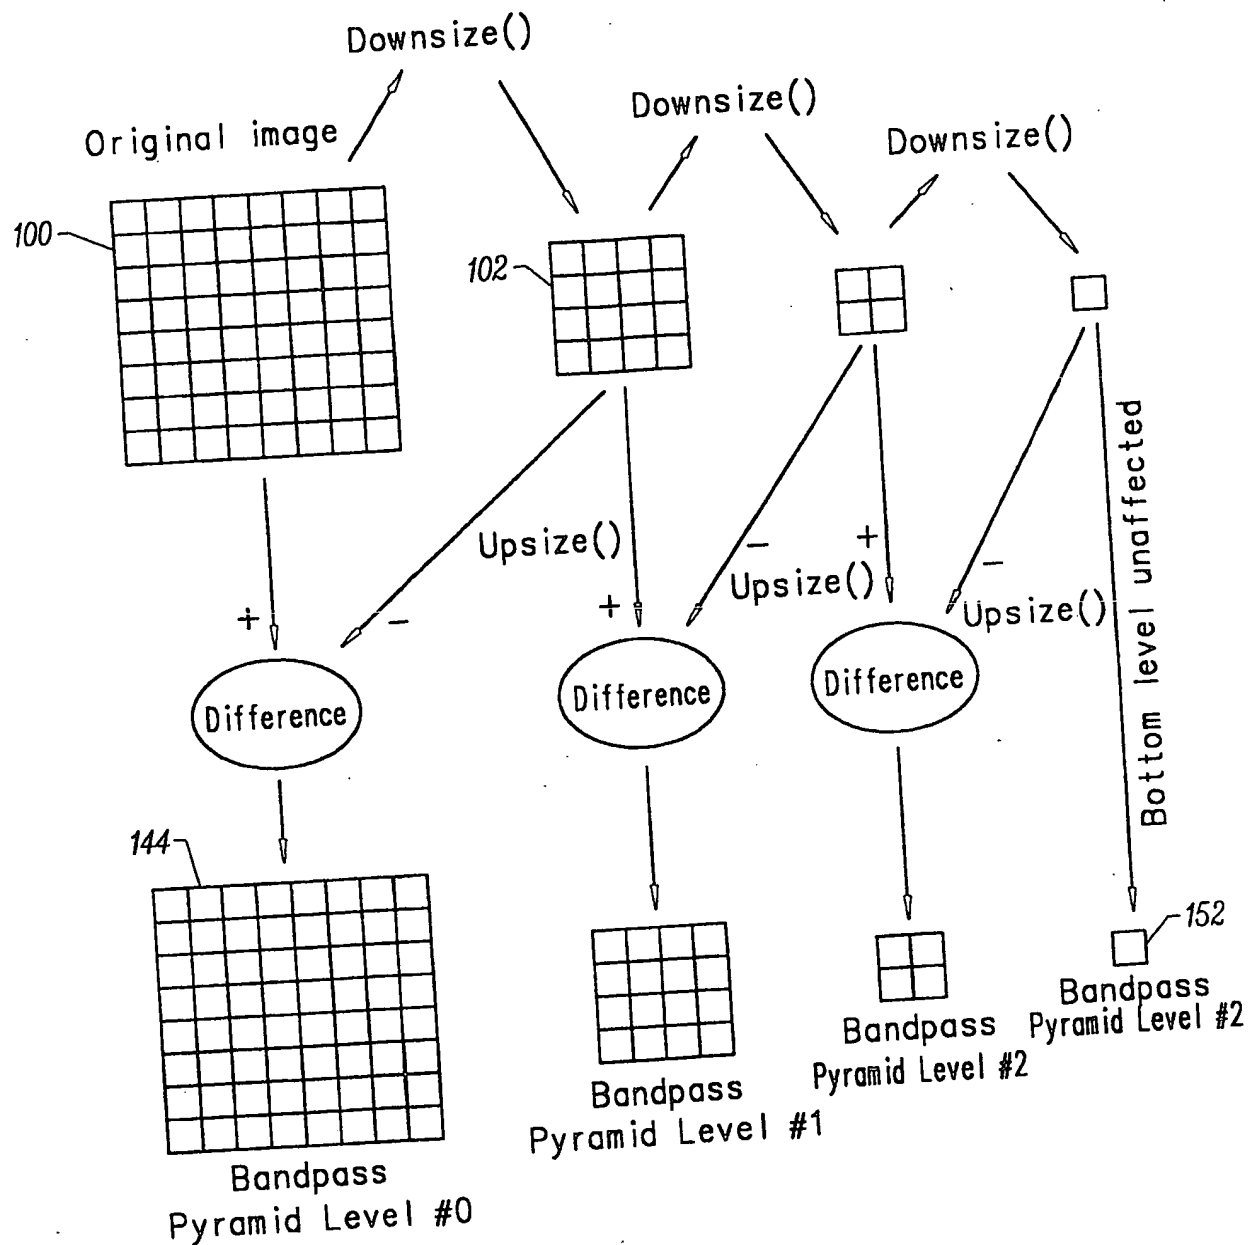 Downsize()
Downsize()
Downsize()
Original image
100
102
Bottom level unaffected
Upsize()
-
+
Upsize()
-
Upsize()
+
-
+
Difference
Difference
Difference
144
152
Bandpass
Pyramid Level #2
Bandpass
Pyramid Level #2
Bandpass
Pyramid Level #1
Bandpass
Pyramid Level #0